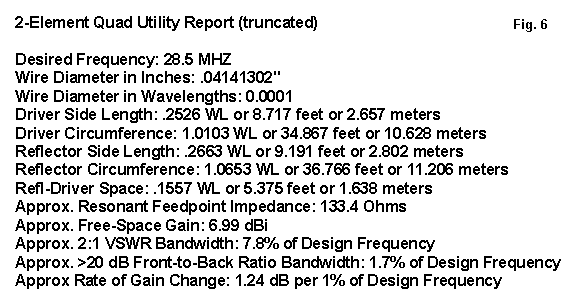 2-Element Quad Utility Report (truncated) Fig. 6
Desired Frequency: 28.5 MHZ
Wire Diameter in Inches: .04141302"
Wire Diameter in Wavelengths: 0.0001
Driver Side Length: .2526 WL or 8.717 feet or 2.657 meters
Driver Circumference: 1.0103 WL or 34.867 feet or 10.628 meters
Reflector Side Length: .2663 WL or 9.191 feet or 2.802 meters
Reflector Circumference: 1.0653 WL or 36.766 feet or 11.206 meters
Refl-Driver Space: .1557 WL or 5.375 feet or 1.638 meters
Approx. Resonant Feedpoint Impedance: 133.4 Ohms
Approx. Free-Space Gain: 6.99 dBi
Approx. 2:1 VSWR Bandwidth: 7.8% of Design Frequency
Approx. >20 dB Front-to-Back Ratio Bandwidth: 1.7% of Design Frequency
Approx Rate of Gain Change: 1.24 dB per 1% of Design Frequency